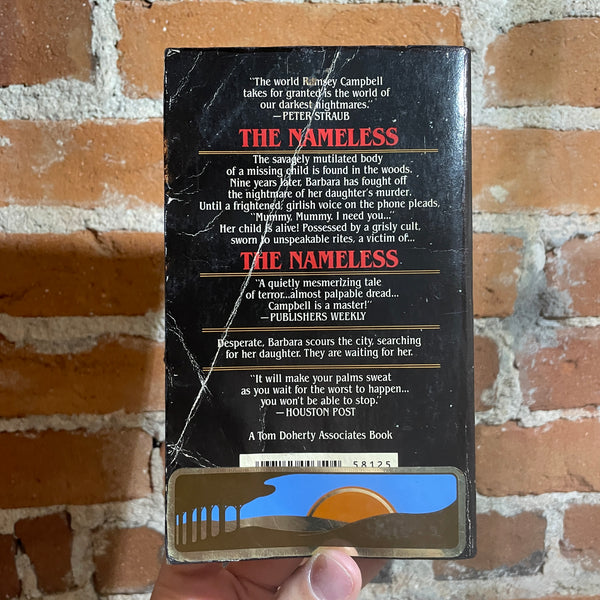 "The world Ramsey Campbell
takes for granted is the world of
our darkest nightmares."
—PETER STRAUB
THE NAMELESS
The savagely mutilated body
of a missing child is found in the woods.
Nine years later, Barbara has fought off
the nightmare of her daughter's murder.
Until a frightened, girlish voice on the phone pleads,
"Mummy, Mummy. I need you..."
Her child is alive! Possessed by a grisly cult,
sworn to unspeakable rites, a victim of...
THE NAMELESS
"A quietly mesmerizing tale
of terror...almost palpable dread...
Campbell is a master!"
—PUBLISHERS WEEKLY
Desperate, Barbara scours the city, searching
for her daughter. They are waiting for her.
"It will make your palms sweat
as you wait for the worst to happen...
you won't be able to stop."
—HOUSTON POST
A Tom Doherty Associates Book
58125